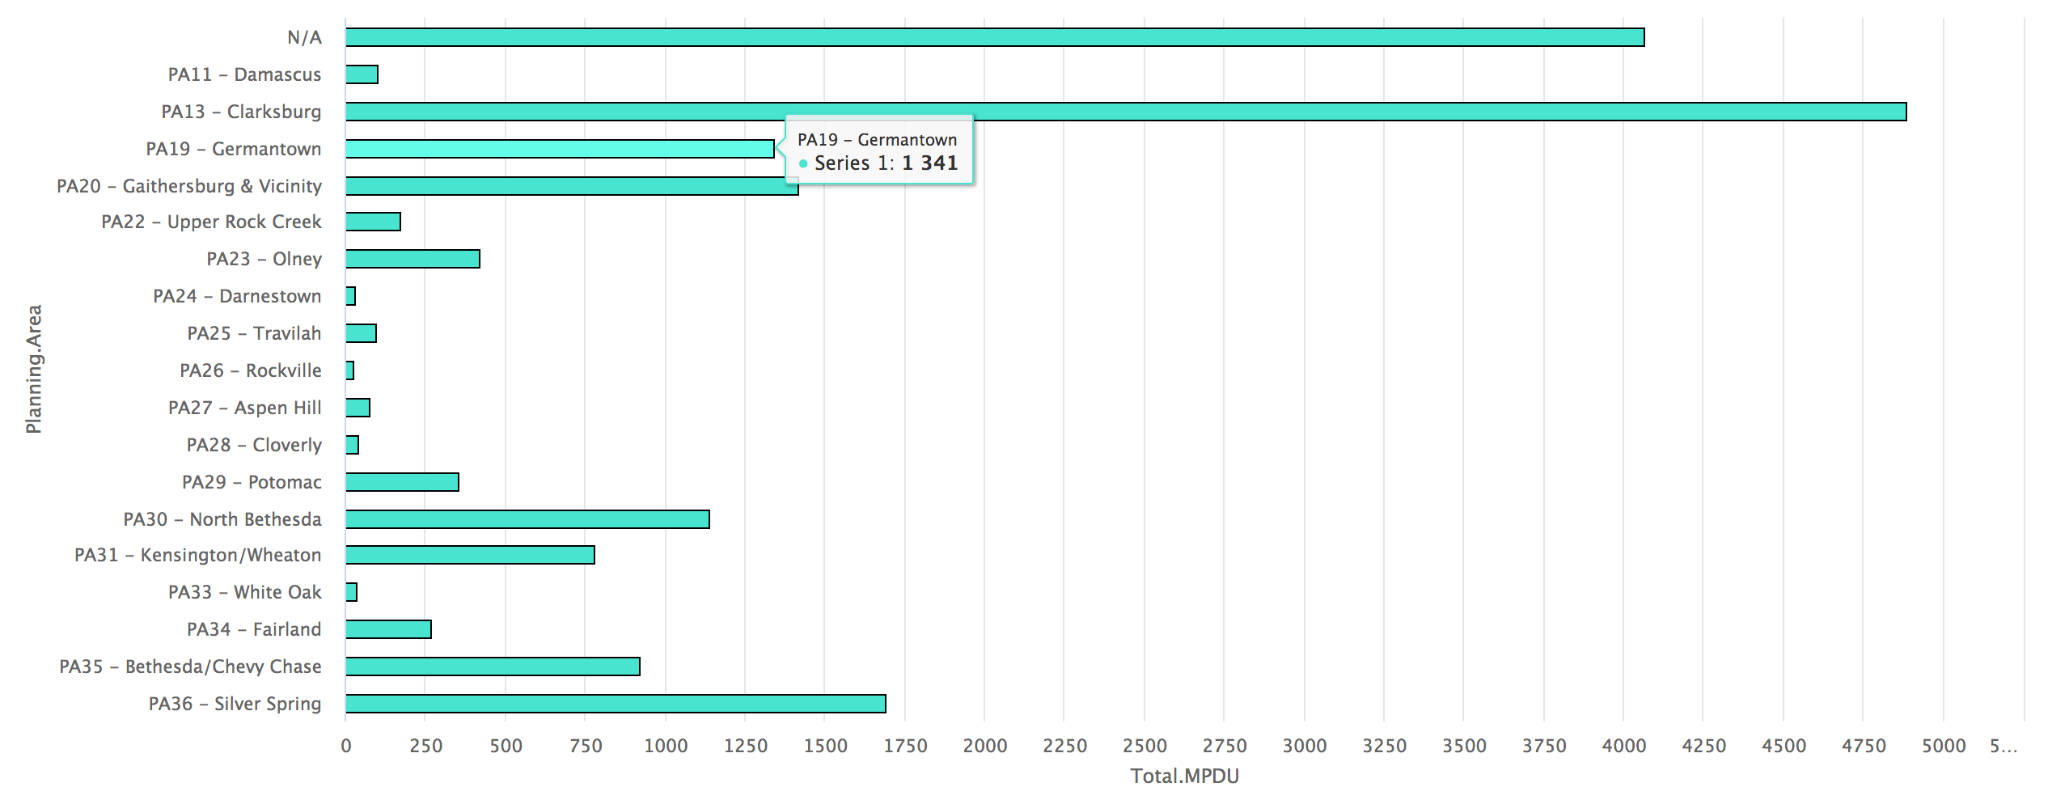 N/A
PA11 – Damascus
PA13 – Clarksburg
PA19 – Germantown
PA19 – Germantown
Series 1: 1 341
PA20 – Gaithersburg & Vicinity
PA22 – Upper Rock Creek
PA23 – Olney
PA24 – Darnestown
PA25 – Travilah
PA26 – Rockville
PA27 – Aspen Hill
PA28 – Cloverly
PA29 – Potomac
PA30 – North Bethesda
PA31 – Kensington/Wheaton
PA33 – White Oak
PA34 – Fairland
PA35 – Bethesda/Chevy Chase
PA36 – Silver Spring
Planning.Area
0 250 500 750 1000 1250 1500 1750 2000 2250 2500 2750 3000 3250 3500 3750 4000 4250 4500 4750 5000 5...
Total.MPDU